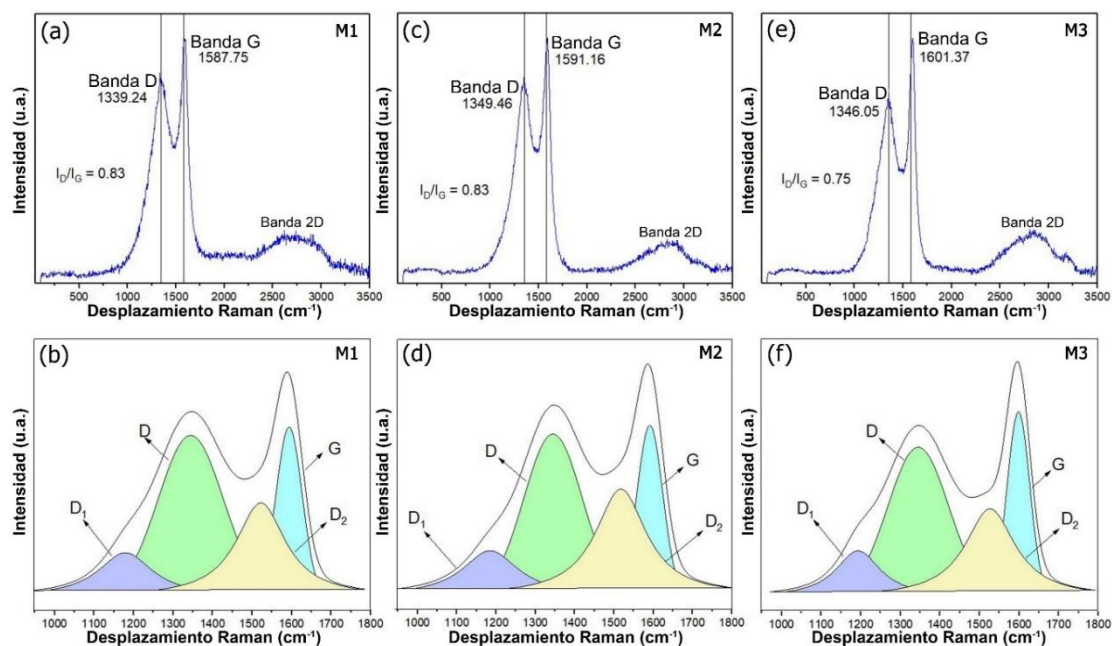 (a)
M1
Banda G
1587.75
Banda D
1339.24
I_D/I_G = 0.83
Banda 2D
Intensidad (u.a.)
500 1000 1500 2000 2500 3000 3500
Desplazamiento Raman (cm⁻¹)
(c)
M2
Banda G
1591.16
Banda D
1349.46
I_D/I_G = 0.83
Banda 2D
Intensidad (u.a.)
500 1000 1500 2000 2500 3000 3500
Desplazamiento Raman (cm⁻¹)
(e)
M3
Banda G
1601.37
Banda D
1346.05
I_D/I_G = 0.75
Banda 2D
Intensidad (u.a.)
500 1000 1500 2000 2500 3000 3500
Desplazamiento Raman (cm⁻¹)
(b)
M1
D
G
D₁
D₂
Intensidad (u.a.)
1000 1100 1200 1300 1400 1500 1600 1700 1800
Desplazamiento Raman (cm⁻¹)
(d)
M2
D
G
D₁
D₂
Intensidad (u.a.)
1000 1100 1200 1300 1400 1500 1600 1700 1800
Desplazamiento Raman (cm⁻¹)
(f)
M3
D
G
D₁
D₂
Intensidad (u.a.)
1000 1100 1200 1300 1400 1500 1600 1700 1800
Desplazamiento Raman (cm⁻¹)